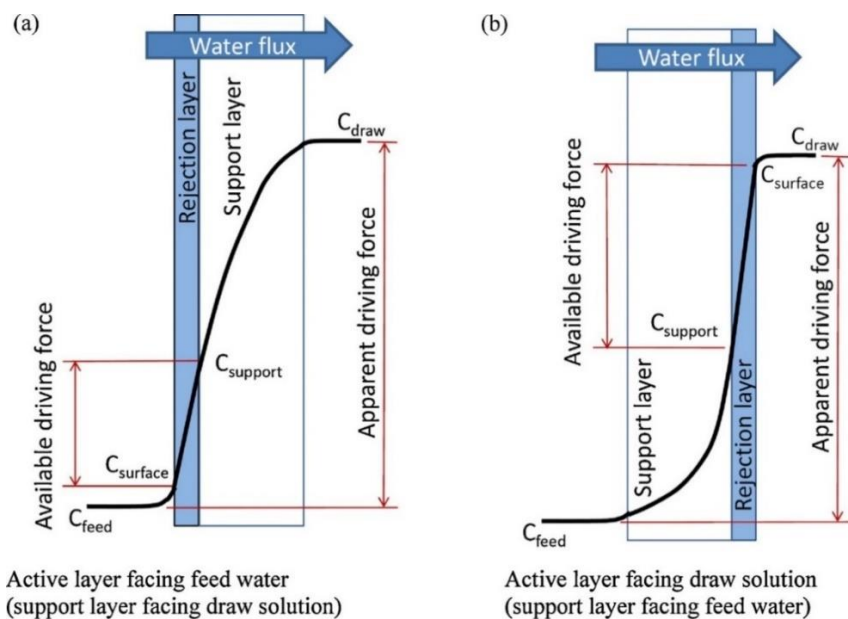 (a)
Water flux
Rejection layer
Support layer
C_draw
Available driving force
C_support
Apparent driving force
C_surface
C_feed
Active layer facing feed water
(support layer facing draw solution)
(b)
Water flux
C_draw
C_surface
Available driving force
C_support
Support layer
Rejection layer
Apparent driving force
C_feed
Active layer facing draw solution
(support layer facing feed water)